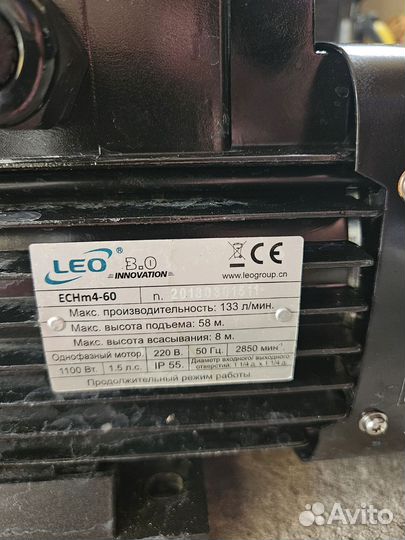 LEO ® 3.0
INNOVATION
www.leogroup.cn
ECHm4-60 n.
Макс. производительность: 133 л/мин.
Макс. высота подъема: 58 м.
Макс. высота всасывания: 8 м.
Однофазный мотор 220 В. 50 Гц. 2850 мин⁻¹
1100 Вт. 1.5 л.с. IP 55. Диаметр входного/выходного отверстий: 1 1/4 д. x 1 1/4 д.
Продолжительный режим работы
Avito